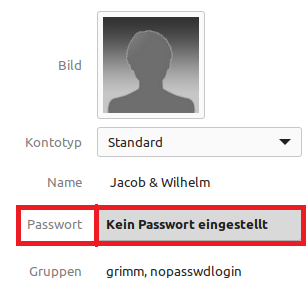 Bild
Kontotyp Standard
Name Jacob & Wilhelm
Passwort Kein Passwort eingestellt
Gruppen grimm, nopasswdlogin